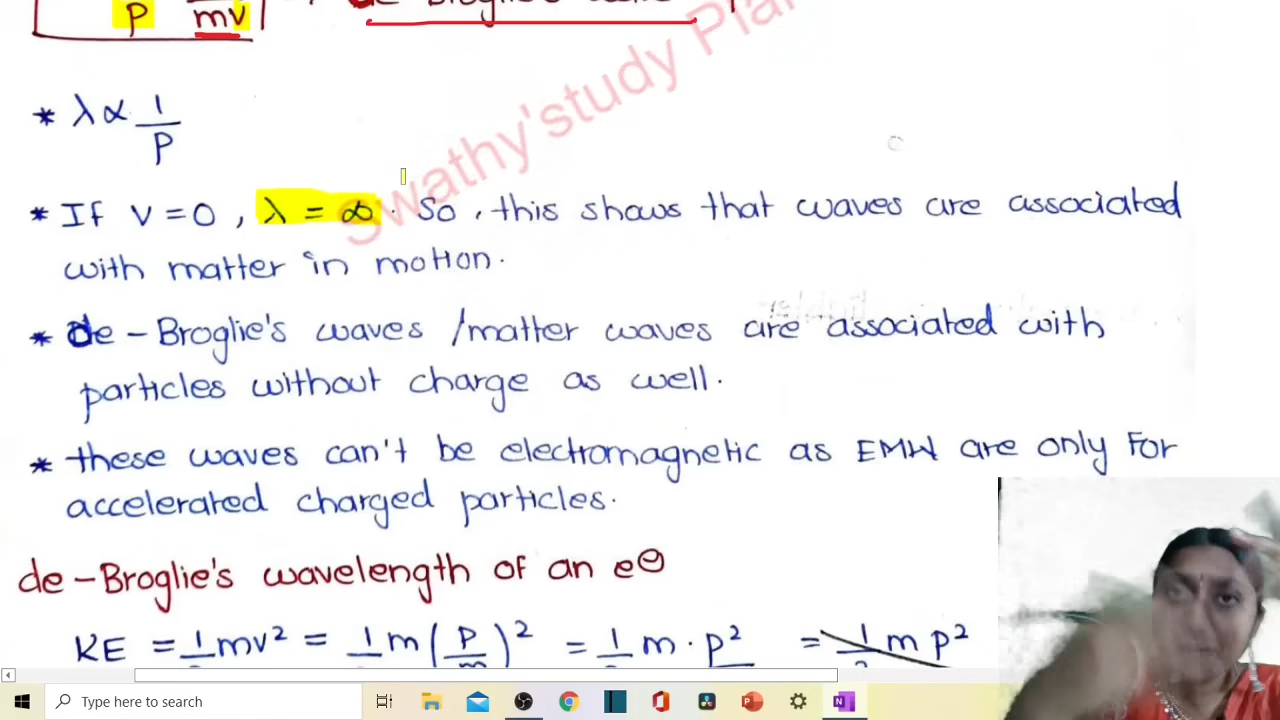 P mv
* λ ∝ 1/P
* If v = 0 , λ = ∞ . So , this shows that waves are associated
with matter in motion.
* de - Broglie's waves /matter waves are associated with
particles without charge as well.
* these waves can't be electromagnetic as EMW are only for
accelerated charged particles.
de - Broglie's wavelength of an e⊖
KE = 1 mv² = 1 m ( P/m )² = 1 m . p² = 1 m p²
Swathy'study Plan
Type here to search